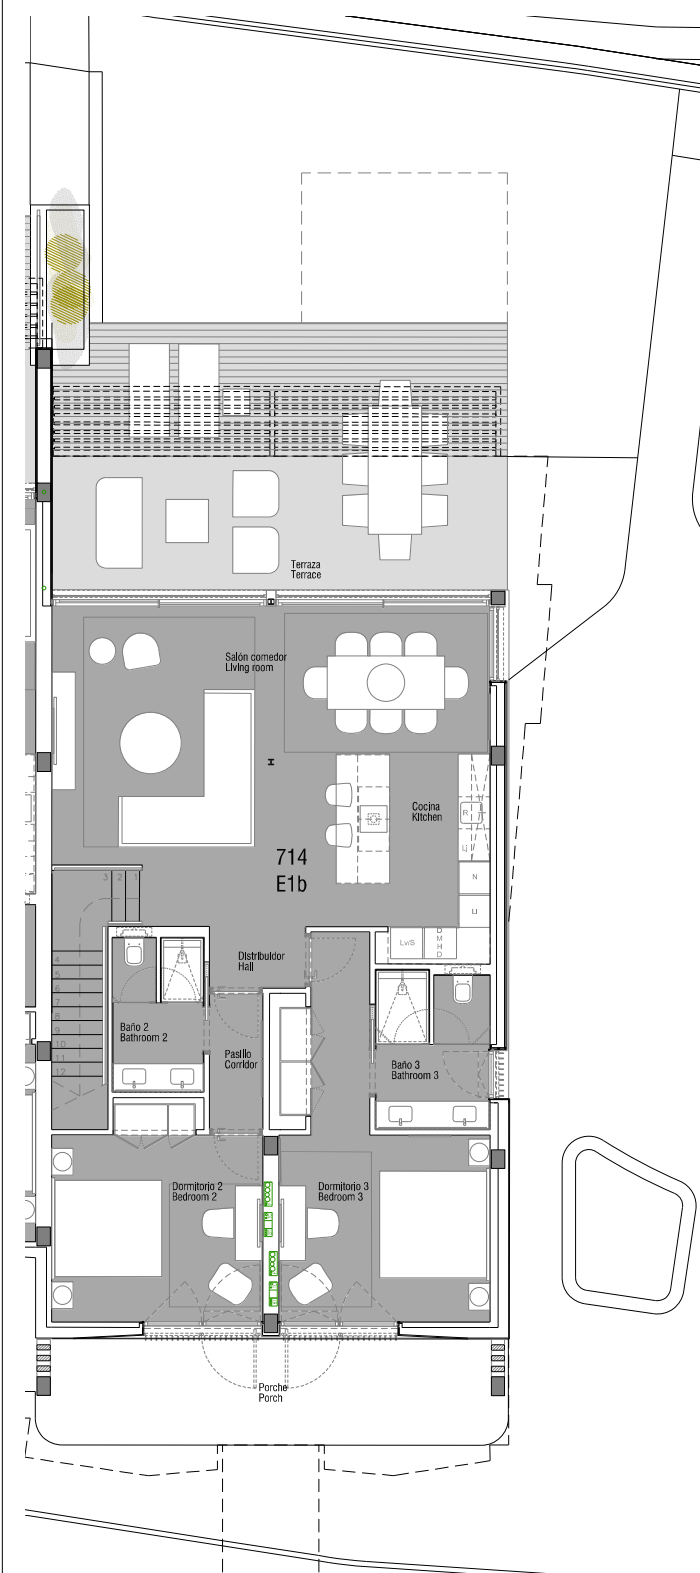 Terraza
Terrace
Salón comedor
Living room
Cocina
Kitchen
R
Lj
N
LI
714
E1b
3 2 1
4
5
6
7
8
9
10
11
12
Distribuidor
Hall
Lv/S
D
M
H
D
Baño 2
Bathroom 2
Pasillo
Corridor
Baño 3
Bathroom 3
Dormitorio 2
Bedroom 2
Dormitorio 3
Bedroom 3
Porche
Porch